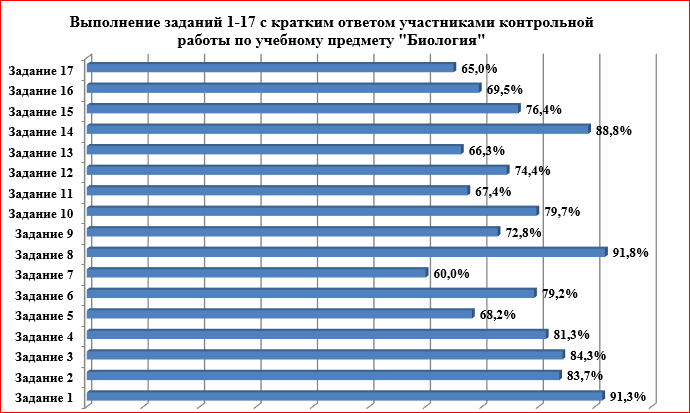 Выполнение заданий 1-17 с кратким ответом участниками контрольной
работы по учебному предмету "Биология"
Задание 17 65,0%
Задание 16 69,5%
Задание 15 76,4%
Задание 14 88,8%
Задание 13 66,3%
Задание 12 74,4%
Задание 11 67,4%
Задание 10 79,7%
Задание 9 72,8%
Задание 8 91,8%
Задание 7 60,0%
Задание 6 79,2%
Задание 5 68,2%
Задание 4 81,3%
Задание 3 84,3%
Задание 2 83,7%
Задание 1 91,3%